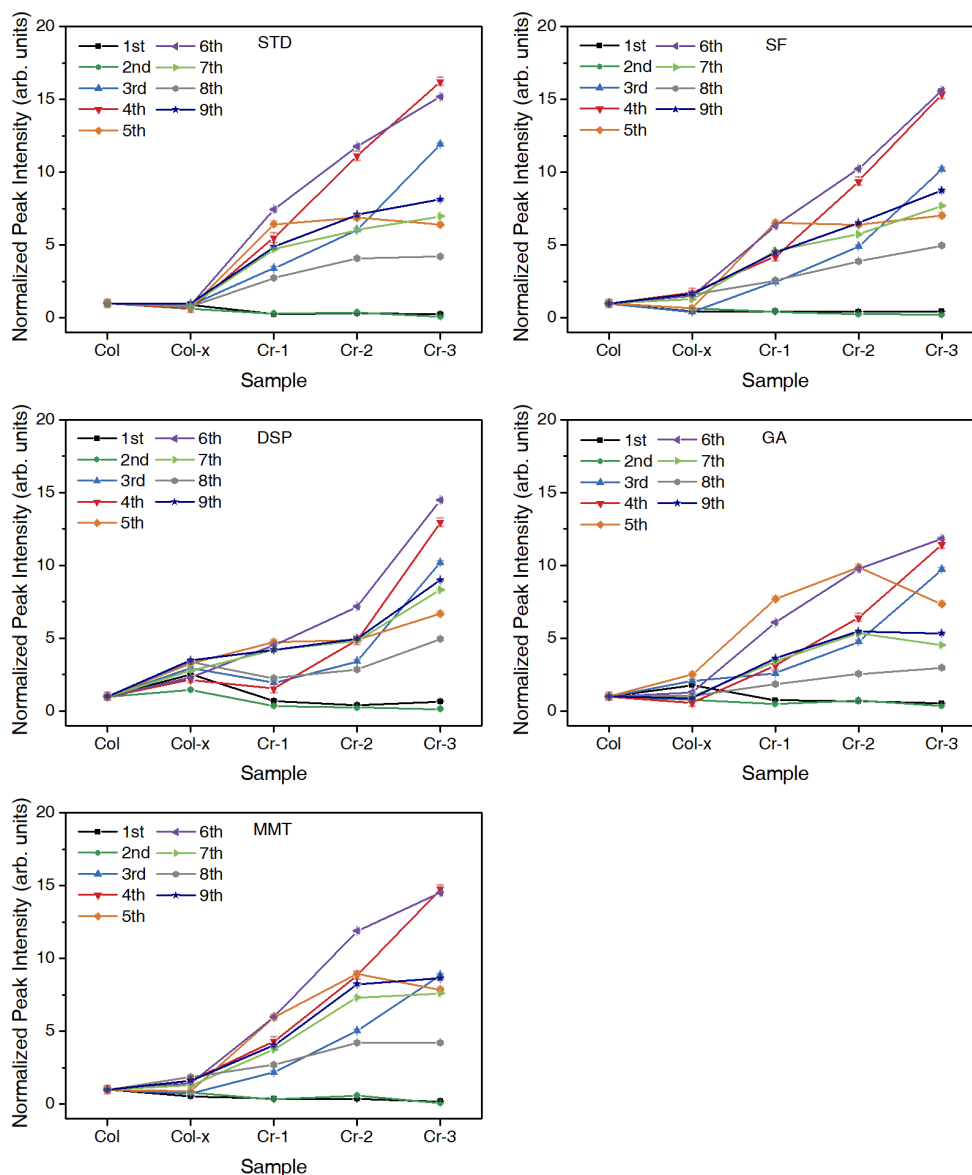 STD
1st 6th
2nd 7th
3rd 8th
4th 9th
5th
Normalized Peak Intensity (arb. units)
20
15
10
5
0
Col Col-x Cr-1 Cr-2 Cr-3
Sample
SF
1st 6th
2nd 7th
3rd 8th
4th 9th
5th
Normalized Peak Intensity (arb. units)
20
15
10
5
0
Col Col-x Cr-1 Cr-2 Cr-3
Sample
DSP
1st 6th
2nd 7th
3rd 8th
4th 9th
5th
Normalized Peak Intensity (arb. units)
20
15
10
5
0
Col Col-x Cr-1 Cr-2 Cr-3
Sample
GA
1st 6th
2nd 7th
3rd 8th
4th 9th
5th
Normalized Peak Intensity (arb. units)
20
15
10
5
0
Col Col-x Cr-1 Cr-2 Cr-3
Sample
MMT
1st 6th
2nd 7th
3rd 8th
4th 9th
5th
Normalized Peak Intensity (arb. units)
20
15
10
5
0
Col Col-x Cr-1 Cr-2 Cr-3
Sample